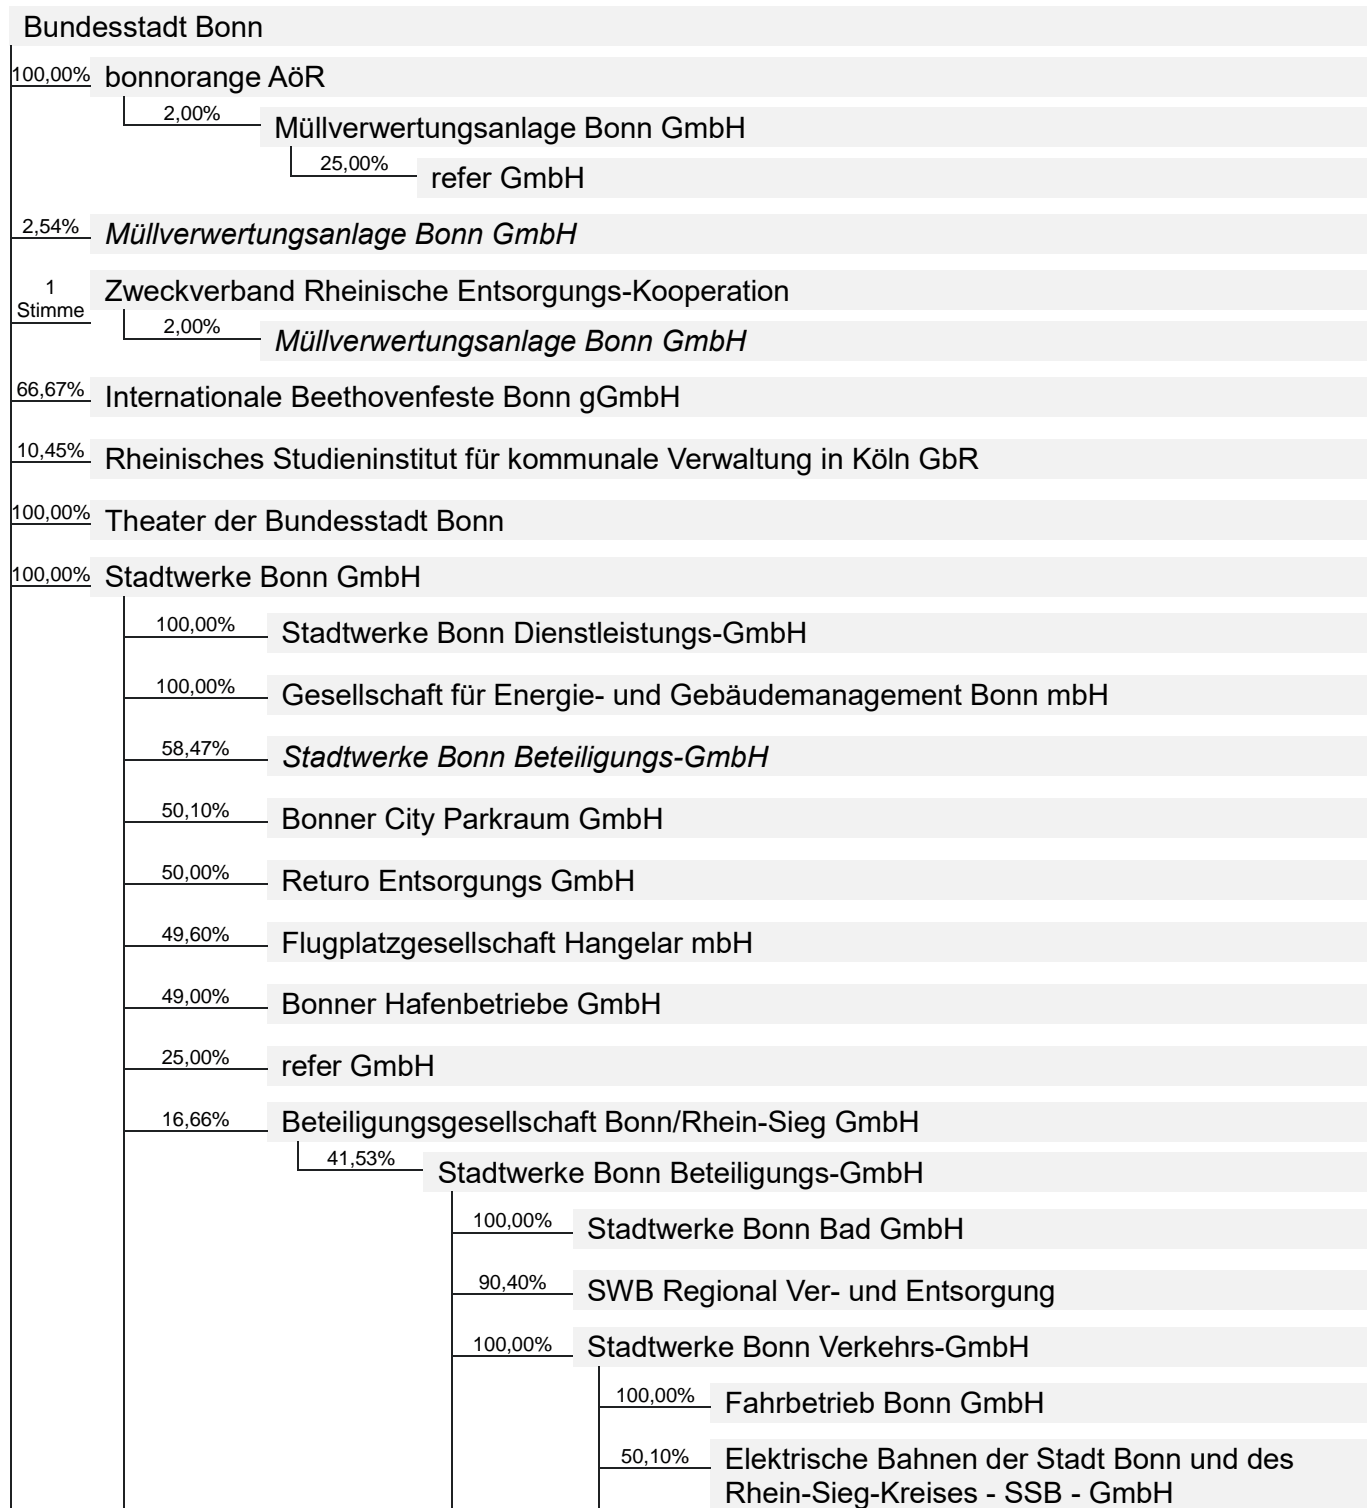 Bundesstadt Bonn
100,00% bonnorange AöR
2,00% Müllverwertungsanlage Bonn GmbH
25,00% refer GmbH
2,54% Müllverwertungsanlage Bonn GmbH
1 Stimme Zweckverband Rheinische Entsorgungs-Kooperation
2,00% Müllverwertungsanlage Bonn GmbH
66,67% Internationale Beethovenfeste Bonn gGmbH
10,45% Rheinisches Studieninstitut für kommunale Verwaltung in Köln GbR
100,00% Theater der Bundesstadt Bonn
100,00% Stadtwerke Bonn GmbH
100,00% Stadtwerke Bonn Dienstleistungs-GmbH
100,00% Gesellschaft für Energie- und Gebäudemanagement Bonn mbH
58,47% Stadtwerke Bonn Beteiligungs-GmbH
50,10% Bonner City Parkraum GmbH
50,00% Returo Entsorgungs GmbH
49,60% Flugplatzgesellschaft Hangelar mbH
49,00% Bonner Hafenbetriebe GmbH
25,00% refer GmbH
16,66% Beteiligungsgesellschaft Bonn/Rhein-Sieg GmbH
41,53% Stadtwerke Bonn Beteiligungs-GmbH
100,00% Stadtwerke Bonn Bad GmbH
90,40% SWB Regional Ver- und Entsorgung
100,00% Stadtwerke Bonn Verkehrs-GmbH
100,00% Fahrbetrieb Bonn GmbH
50,10% Elektrische Bahnen der Stadt Bonn und des
Rhein-Sieg-Kreises - SSB - GmbH